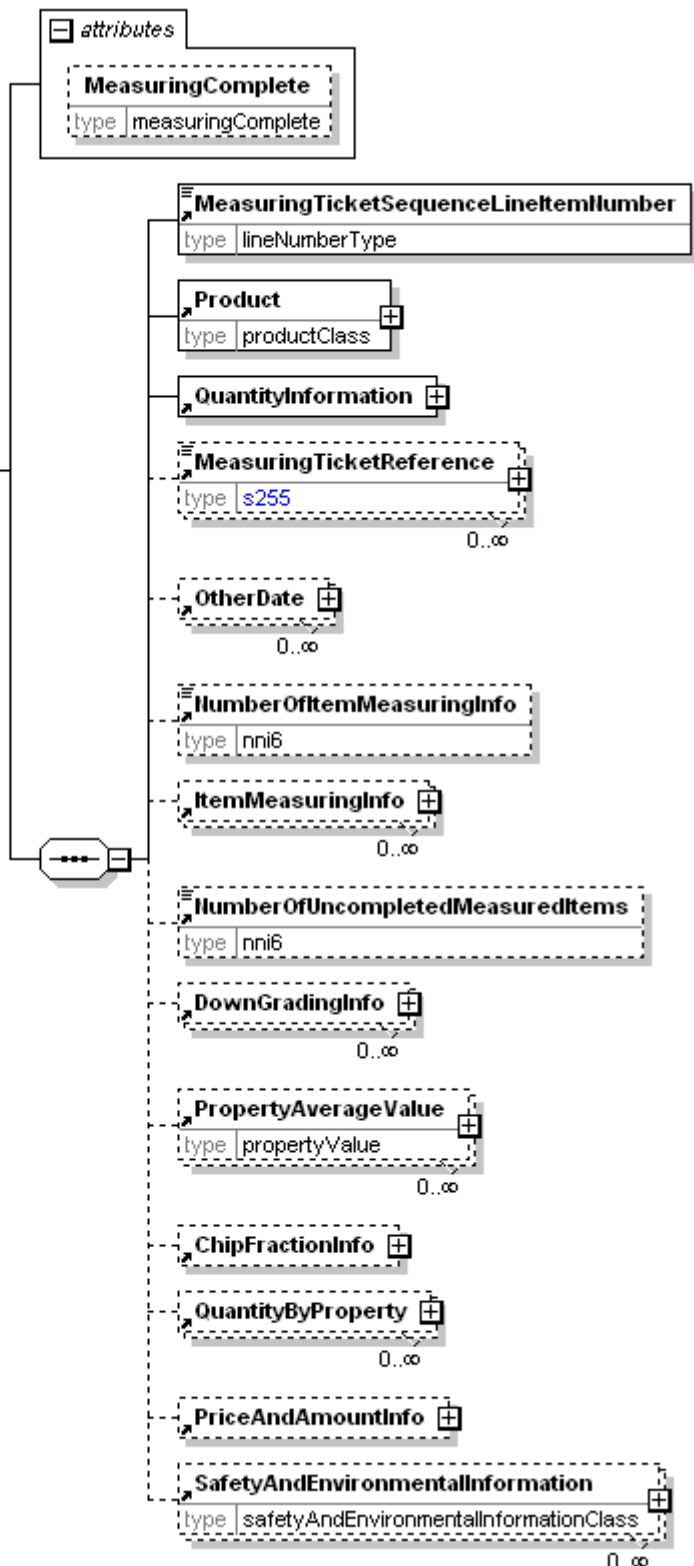 attributes
MeasuringComplete
type measuringComplete
MeasuringTicketSequenceLineItemNumber
type lineNumberType
Product
type productClass
QuantityInformation
MeasuringTicketReference
type s255
0..∞
OtherDate
0..∞
NumberOfItemMeasuringInfo
type nni6
ItemMeasuringInfo
0..∞
NumberOfUncompletedMeasuredItems
type nni6
DownGradingInfo
0..∞
PropertyAverageValue
type propertyValue
0..∞
ChipFractionInfo
QuantityByProperty
0..∞
PriceAndAmountInfo
SafetyAndEnvironmentalInformation
type safetyAndEnvironmentalInformationClass
0..∞